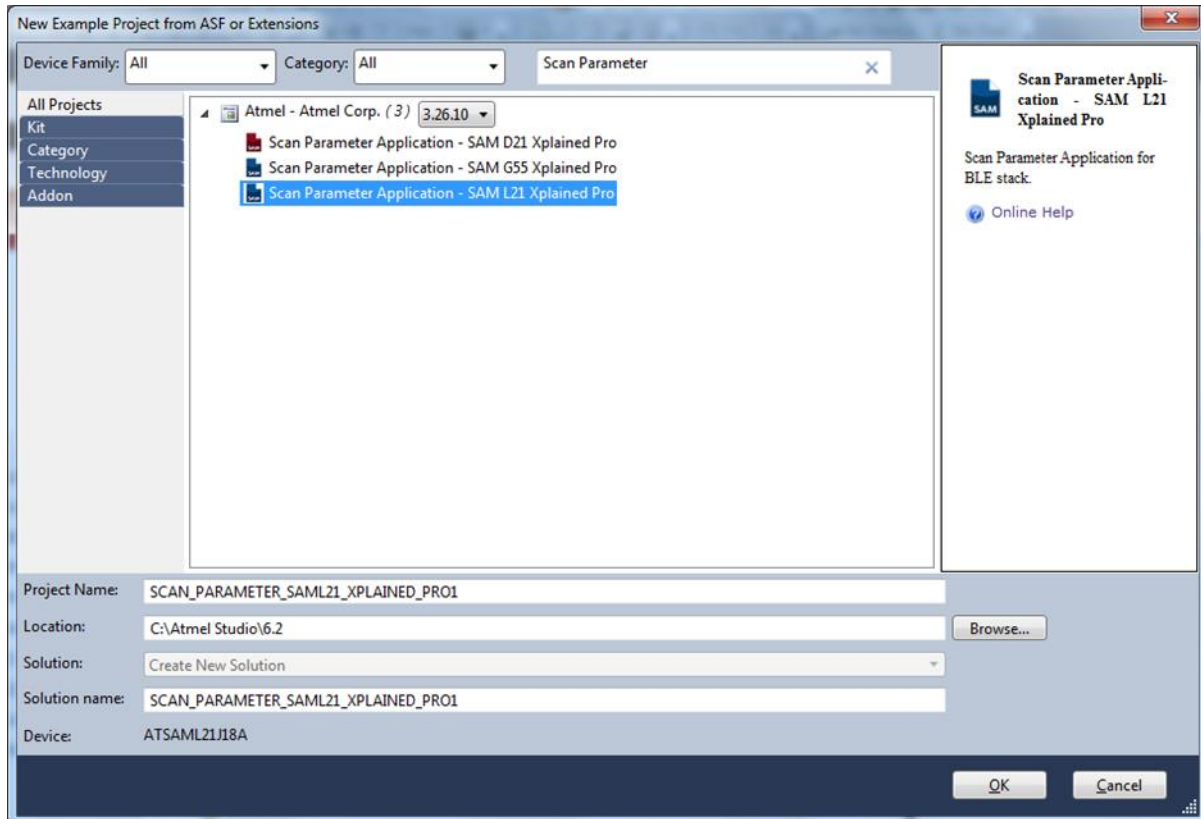 New Example Project from ASF or Extensions
Device Family: All Category: All Scan Parameter
All Projects
Kit
Category
Technology
Addon
Atmel - Atmel Corp. (3) 3.26.10
Scan Parameter Application - SAM D21 Xplained Pro
Scan Parameter Application - SAM G55 Xplained Pro
Scan Parameter Application - SAM L21 Xplained Pro
SAM
Scan Parameter Appli-
cation - SAM L21
Xplained Pro
Scan Parameter Application for
BLE stack.
Online Help
Project Name: SCAN_PARAMETER_SAML21_XPLAINED_PRO1
Location: C:\Atmel Studio\6.2 Browse...
Solution: Create New Solution
Solution name: SCAN_PARAMETER_SAML21_XPLAINED_PRO1
Device: ATSAML21J18A
OK Cancel